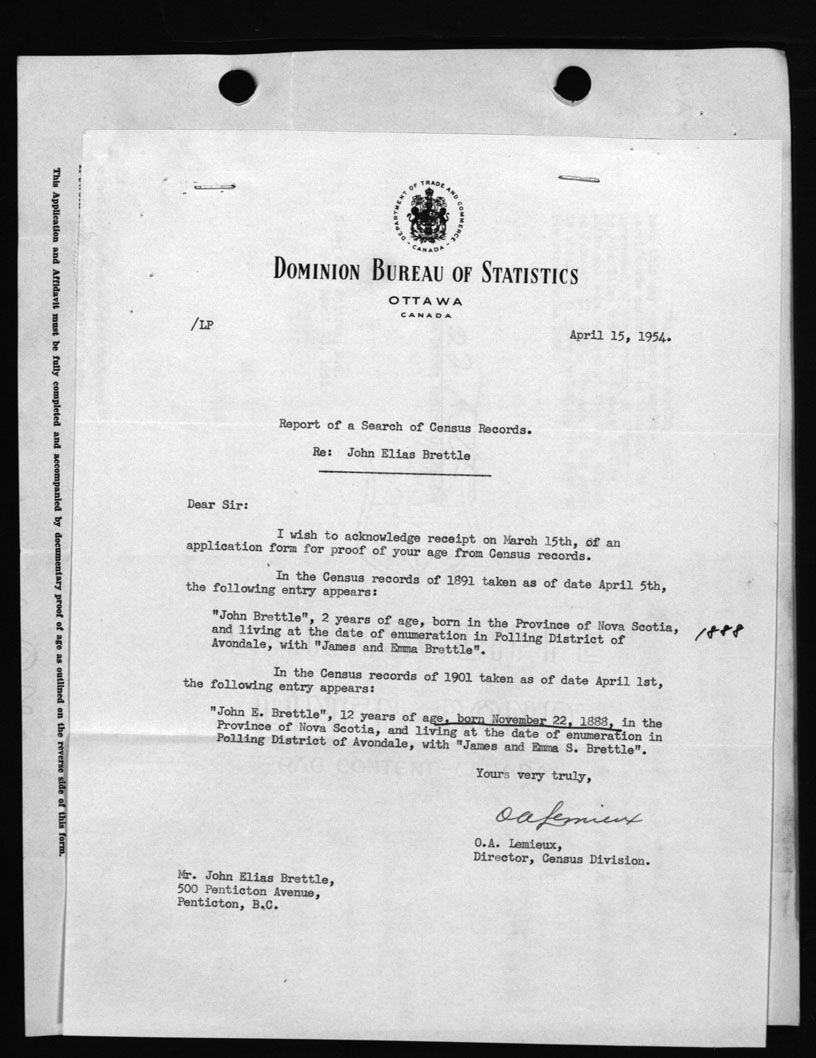 DEPARTMENT OF TRADE AND COMMERCE
CANADA
DOMINION BUREAU OF STATISTICS
OTTAWA
CANADA
/LP
April 15, 1954.
Report of a Search of Census Records.
Re: John Elias Brettle
Dear Sir:
I wish to acknowledge receipt on March 15th, of an
application form for proof of your age from Census records.
In the Census records of 1891 taken as of date April 5th,
the following entry appears:
"John Brettle", 2 years of age, born in the Province of Nova Scotia,
and living at the date of enumeration in Polling District of
Avondale, with "James and Emma Brettle".
1888
In the Census records of 1901 taken as of date April 1st,
the following entry appears:
"John E. Brettle", 12 years of age, born November 22, 1888, in the
Province of Nova Scotia, and living at the date of enumeration in
Polling District of Avondale, with "James and Emma S. Brettle".
Yours very truly,
OALemieux
O.A. Lemieux,
Director, Census Division.
Mr. John Elias Brettle,
500 Penticton Avenue,
Penticton, B.C.
This Application and Affidavit must be fully completed and accompanied by documentary proof of age as outlined on the reverse side of this form.